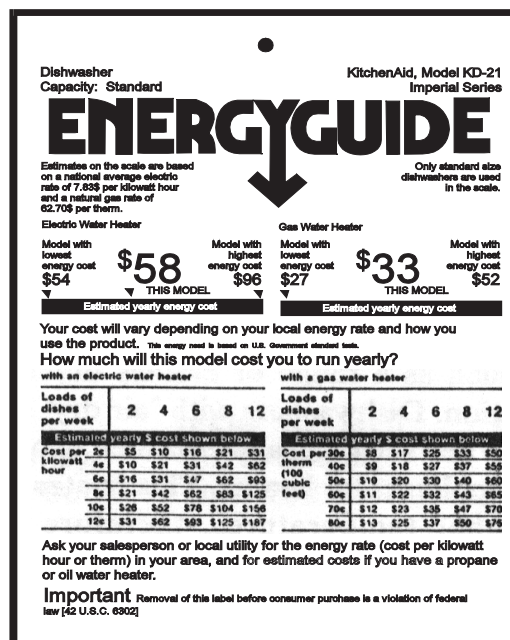 Dishwasher
Capacity: Standard
KitchenAid, Model KD-21
Imperial Series
ENERGYGUIDE
Estimates on the scale are based
on a national average electric
rate of 7.63$ per kilowatt hour
and a natural gas rate of
62.70$ per therm.
Only standard size
dishwashers are used
in the scale.
Electric Water Heater
Model with
lowest
energy cost
$54
$58
THIS MODEL
Model with
highest
energy cost
$96
Estimated yearly energy cost
Gas Water Heater
Model with
lowest
energy cost
$27
$33
THIS MODEL
Model with
highest
energy cost
$52
Estimated yearly energy cost
Your cost will vary depending on your local energy rate and how you
use the product. This energy need is based on U.S. Government standard tests.
How much will this model cost you to run yearly?
with an electric water heater
Loads of
dishes
per week
2 4 6 8 12
Estimated yearly $ cost shown below
Cost per
kilowatt
hour
2¢ $5 $10 $16 $21 $31
4¢ $10 $21 $31 $42 $62
6¢ $16 $31 $47 $62 $93
8¢ $21 $42 $62 $83 $125
10¢ $26 $52 $78 $104 $156
12¢ $31 $62 $93 $125 $187
with a gas water heater
Loads of
dishes
per week
2 4 6 8 12
Estimated yearly $ cost shown below
Cost per
therm
(100
cubic
feet)
30¢ $8 $17 $25 $33 $50
40¢ $9 $18 $27 $37 $55
50¢ $10 $20 $30 $40 $60
60¢ $11 $22 $32 $43 $65
70¢ $12 $23 $35 $47 $70
80¢ $13 $25 $37 $50 $75
Ask your salesperson or local utility for the energy rate (cost per kilowatt
hour or therm) in your area, and for estimated costs if you have a propane
or oil water heater.
Important Removal of this label before consumer purchase is a violation of federal
law [42 U.S.C. 6302]